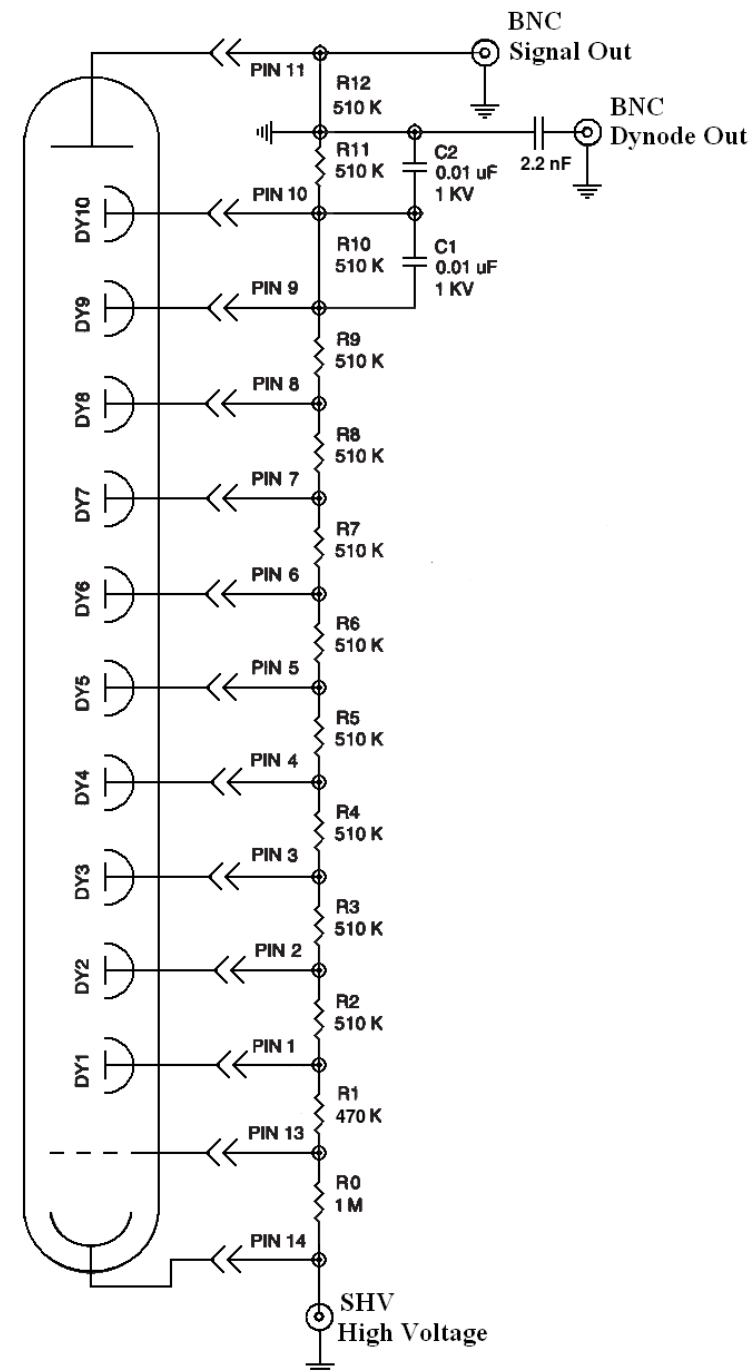 BNC
Signal Out
PIN 11
R12
510 K
BNC
Dynode Out
R11
510 K
C2
0.01 uF
1 KV
2.2 nF
DY10
PIN 10
R10
510 K
C1
0.01 uF
1 KV
DY9
PIN 9
R9
510 K
DY8
PIN 8
R8
510 K
DY7
PIN 7
R7
510 K
DY6
PIN 6
R6
510 K
DY5
PIN 5
R5
510 K
DY4
PIN 4
R4
510 K
DY3
PIN 3
R3
510 K
DY2
PIN 2
R2
510 K
DY1
PIN 1
R1
470 K
PIN 13
R0
1 M
PIN 14
SHV
High Voltage